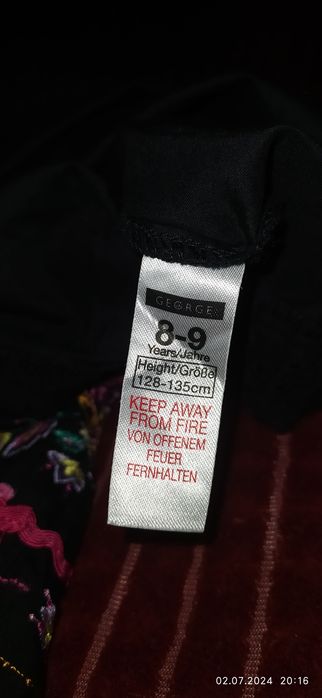 GEORGE
8-9
Years/Jahre
Height/Größe
128-135cm
KEEP AWAY
FROM FIRE
VON OFFENEM
FEUER
FERNHALTEN
02.07.2024 20:16